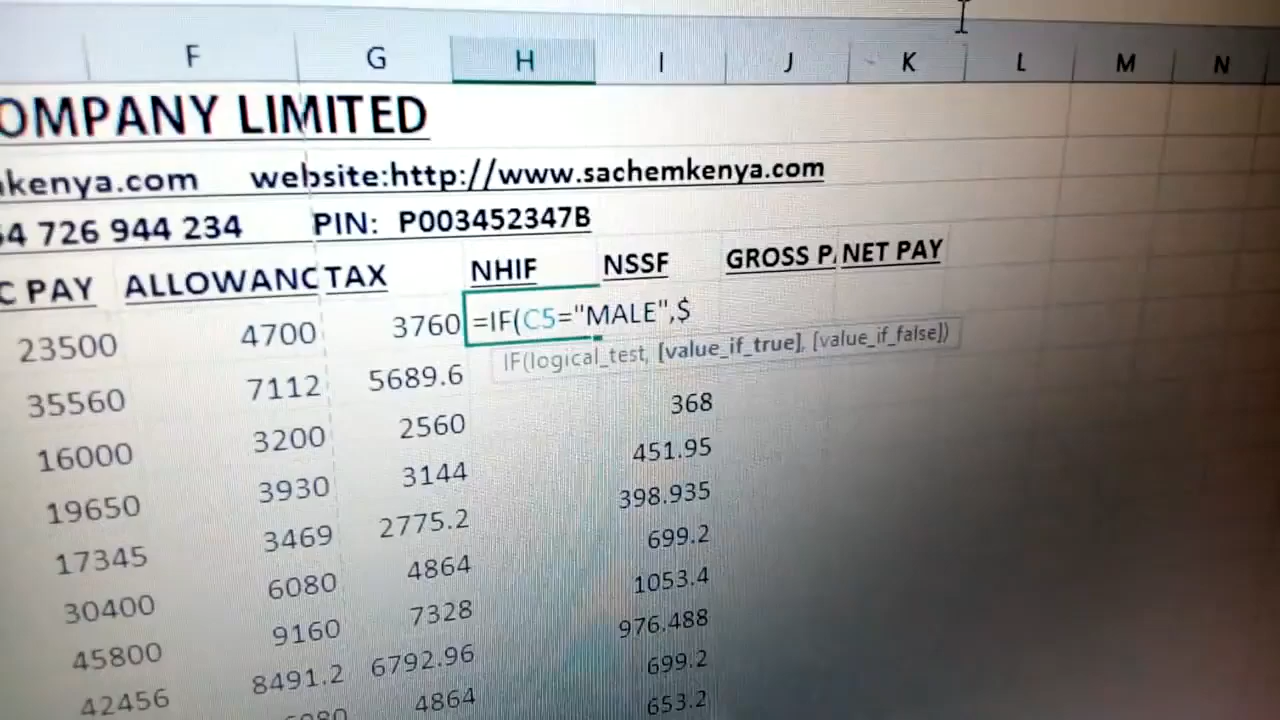 F G H I J K L M N
OMPANY LIMITED
kenya.com website:http://www.sachemkenya.com
54 726 944 234 PIN: P003452347B
C PAY ALLOWANC TAX NHIF NSSF GROSS P NET PAY
23500 4700 3760 =IF(C5="MALE",$
IF(logical_test, [value_if_true], [value_if_false])
35560 7112 5689.6
16000 3200 2560 368
19650 3930 3144 451.95
17345 3469 2775.2 398.935
30400 6080 4864 699.2
45800 9160 7328 1053.4
42456 8491.2 6792.96 976.488
6080 4864 699.2
653.2